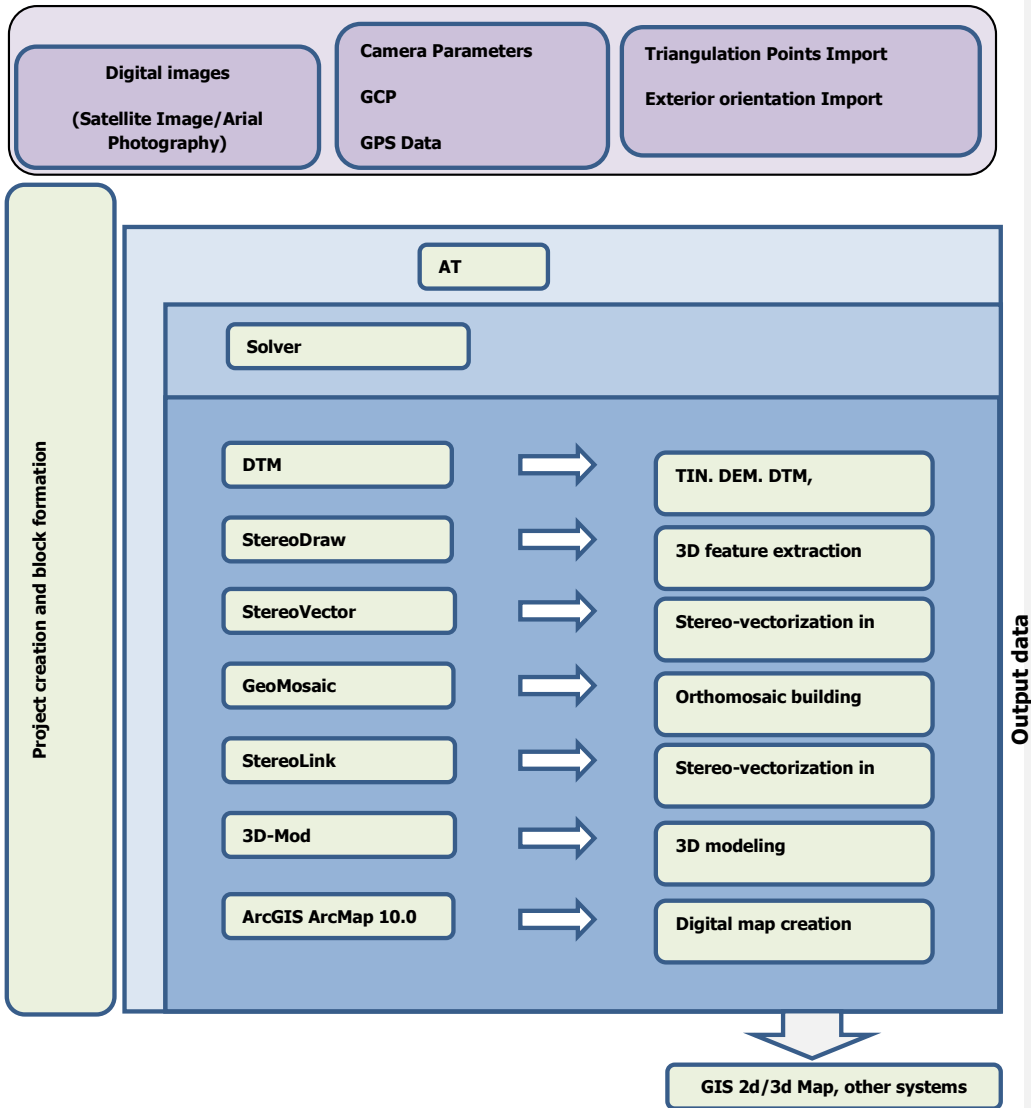 Digital images
(Satellite Image/Arial
Photography)
Camera Parameters
GCP
GPS Data
Triangulation Points Import
Exterior orientation Import
Project creation and block formation
AT
Solver
DTM
TIN. DEM. DTM,
StereoDraw
3D feature extraction
StereoVector
Stereo-vectorization in
GeoMosaic
Orthomosaic building
StereoLink
Stereo-vectorization in
3D-Mod
3D modeling
ArcGIS ArcMap 10.0
Digital map creation
Output data
GIS 2d/3d Map, other systems